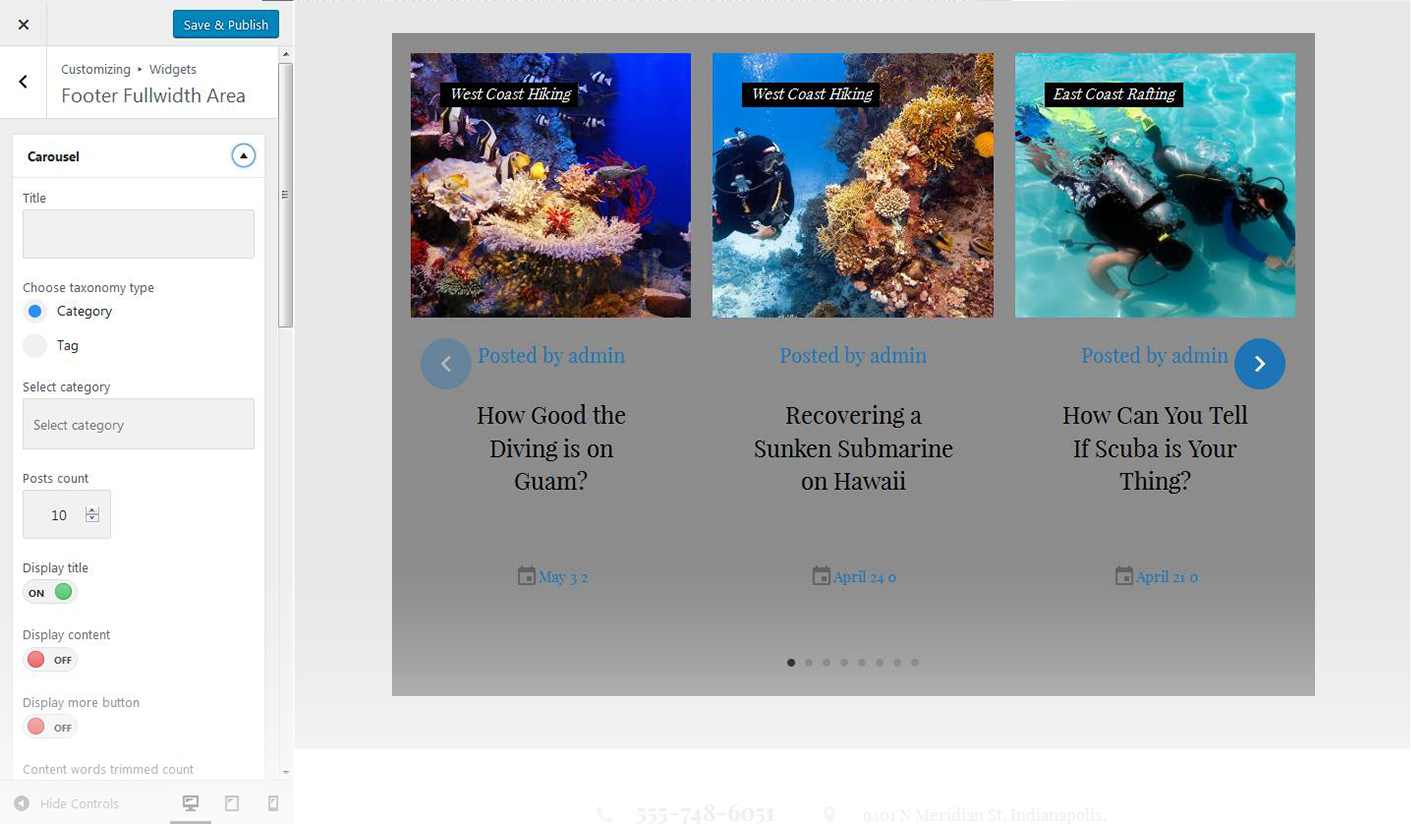 Save & Publish
Customizing ▸ Widgets
Footer Fullwidth Area
Carousel
Title
Choose taxonomy type
Category
Tag
Select category
Select category
Posts count
10
Display title
ON
Display content
OFF
Display more button
OFF
Content words trimmed count
Hide Controls
West Coast Hiking
West Coast Hiking
East Coast Rafting
Posted by admin
Posted by admin
Posted by admin
How Good the
Diving is on
Guam?
Recovering a
Sunken Submarine
on Hawaii
How Can You Tell
If Scuba is Your
Thing?
May 3 2
April 24 0
April 21 0
555-748-6051
9401 N Meridian St, Indianapolis,